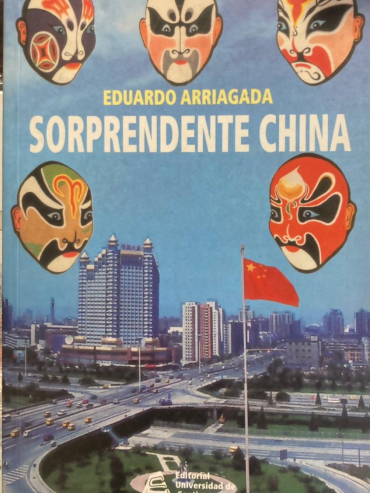 EDUARDO ARRIAGADA
SORPRENDENTE CHINA
Editorial
Universidad de